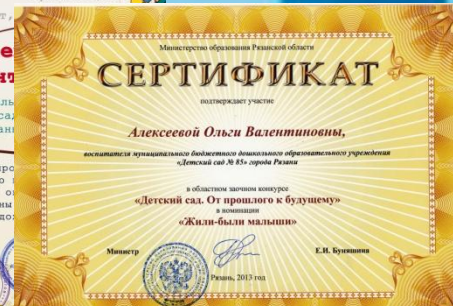 Министерство образования Рязанской области
СЕРТИФИКАТ
подтверждает участие
Алексеевой Ольги Валентиновны,
воспитателя муниципального бюджетного дошкольного образовательного учреждения
«Детский сад № 85» города Рязани
в областном заочном конкурсе
«Детский сад. От прошлого к будущему»
в номинации
«Жили-были малыши»
Министр
Е.И. Буняшина
Рязань, 2013 год